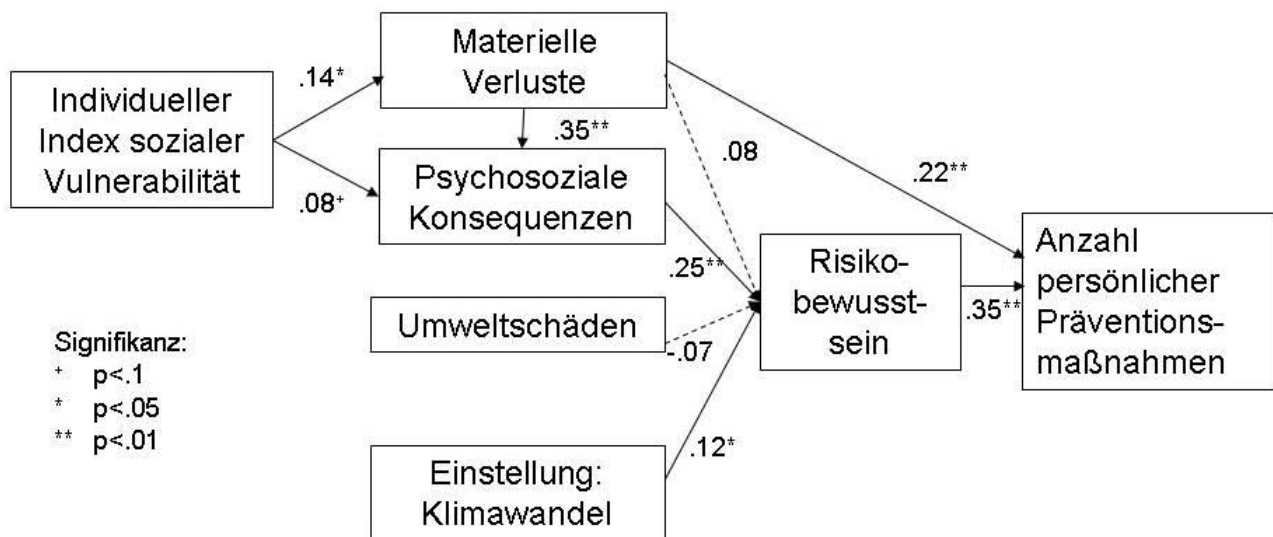 Individueller
Index sozialer
Vulnerabilität
.14*
.08+
Materielle
Verluste
.35**
Psychosoziale
Konsequenzen
.08
.22**
.25**
Umweltschäden
-.07
Einstellung:
Klimawandel
.12*
Risiko-
bewusst-
sein
.35**
Anzahl
persönlicher
Präventions-
maßnahmen
Signifikanz:
+ p<.1
* p<.05
** p<.01